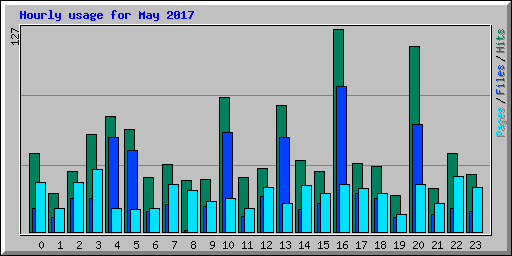 Hourly usage for May 2017
127
Pages/Files/Hits
0 1 2 3 4 5 6 7 8 9 10 11 12 13 14 15 16 17 18 19 20 21 22 23